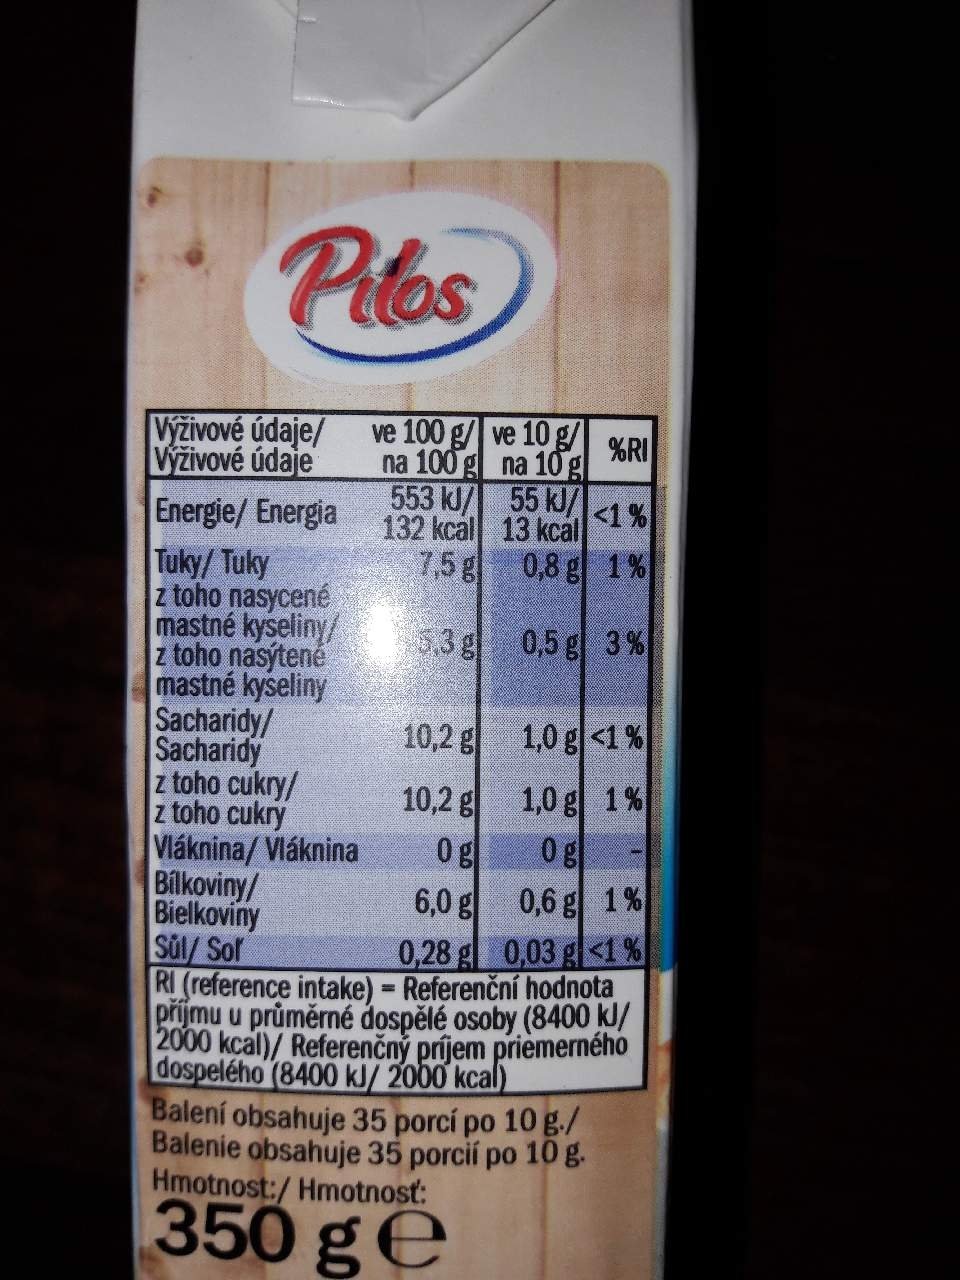 Pilos
Výživové údaje/ ve 100 g/ ve 10 g/ %RI
Výživové údaje na 100 g na 10 g
Energie/ Energia 553 kJ/ 55 kJ/ <1 %
132 kcal 13 kcal
Tuky/ Tuky 7,5 g 0,8 g 1 %
z toho nasycené
mastné kyseliny/ 5,3 g 0,5 g 3 %
z toho nasýtené
mastné kyseliny
Sacharidy/ 10,2 g 1,0 g <1 %
Sacharidy
z toho cukry/ 10,2 g 1,0 g 1 %
z toho cukry
Vláknina/ Vláknina 0 g 0 g -
Bílkoviny/ 6,0 g 0,6 g 1 %
Bielkoviny
Sůl/ Soľ 0,28 g 0,03 g <1 %
RI (reference intake) = Referenční hodnota
příjmu u průměrné dospělé osoby (8400 kJ/
2000 kcal)/ Referenčný príjem priemerného
dospelého (8400 kJ/ 2000 kcal)
Balení obsahuje 35 porcí po 10 g./
Balenie obsahuje 35 porcií po 10 g.
Hmotnost:/ Hmotnosť:
350 g e